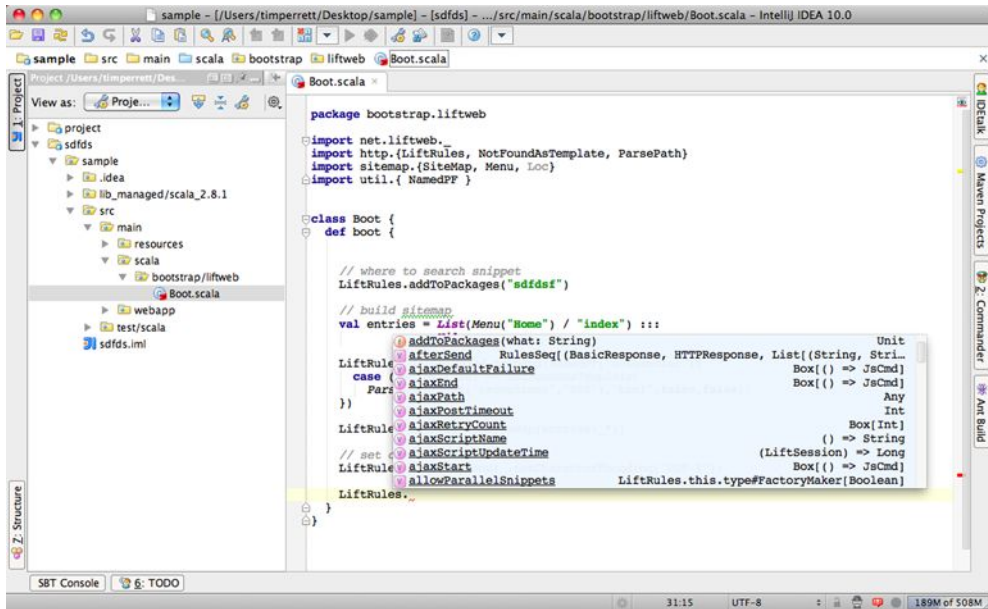 sample - [/Users/timperrett/Desktop/sample] - [sdfds] - .../src/main/scala/bootstrap/liftweb/Boot.scala - IntelliJ IDEA 10.0
sample src main scala bootstrap liftweb Boot.scala
Project /Users/timperrett/Des...
View as: Proje...
project
sdfds
sample
.idea
lib_managed/scala_2.8.1
src
main
resources
scala
bootstrap/liftweb
Boot.scala
webapp
test/scala
sdfds.iml
1: Project
Z: Structure
Boot.scala
package bootstrap.liftweb
import net.liftweb._
import http.{LiftRules, NotFoundAsTemplate, ParsePath}
import sitemap.{SiteMap, Menu, Loc}
import util.{ NamedPF }
class Boot {
def boot {
// where to search snippet
LiftRules.addToPackages("sdfdsf")
// build sitemap
val entries = List(Menu("Home") / "index") :::
LiftRule
case (
Pars
})
LiftRule
// set
LiftRule
LiftRules.
}
}
addToPackages(what: String) Unit
afterSend RulesSeq[(BasicResponse, HTTPResponse, List[(String, Stri...
ajaxDefaultFailure Box[() => JsCmd]
ajaxEnd Box[() => JsCmd]
ajaxPath Any
ajaxPostTimeout Int
ajaxRetryCount Box[Int]
ajaxScriptName () => String
ajaxScriptUpdateTime (LiftSession) => Long
ajaxStart Box[() => JsCmd]
allowParallelSnippets LiftRules.this.type#FactoryMaker[Boolean]
IDEtalk
Maven Projects
2: Commander
Ant Build
SBT Console 6: TODO
31:15 UTF-8 189M of 508M